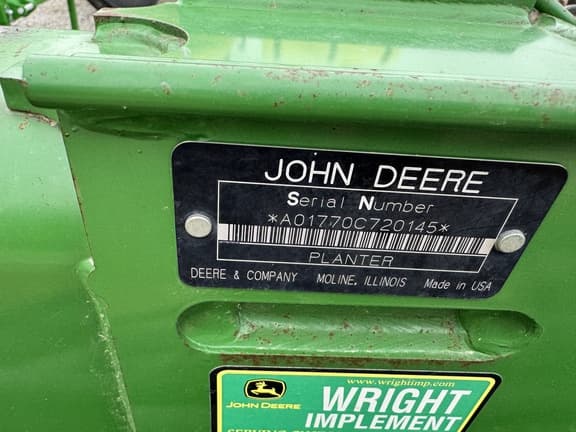 JOHN DEERE
Serial Number
*A01770C720145*
PLANTER
DEERE & COMPANY MOLINE, ILLINOIS Made in USA
www.wrightimp.com
JOHN DEERE
WRIGHT
IMPLEMENT